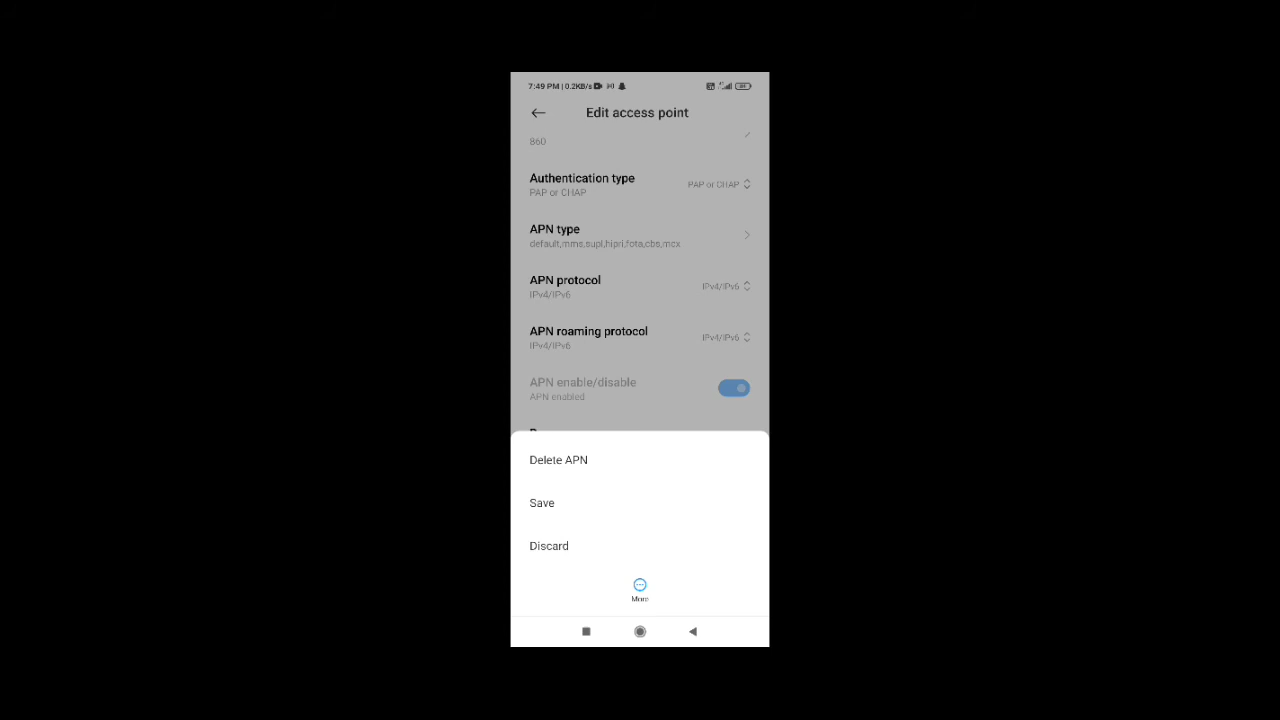 7:49 PM | 0.2KB/s
Edit access point
860
Authentication type
PAP or CHAP
PAP or CHAP
APN type
default,mms,supl,hipri,fota,cbs,mcx
APN protocol
IPv4/IPv6
IPv4/IPv6
APN roaming protocol
IPv4/IPv6
IPv4/IPv6
APN enable/disable
APN enabled
Delete APN
Save
Discard
More